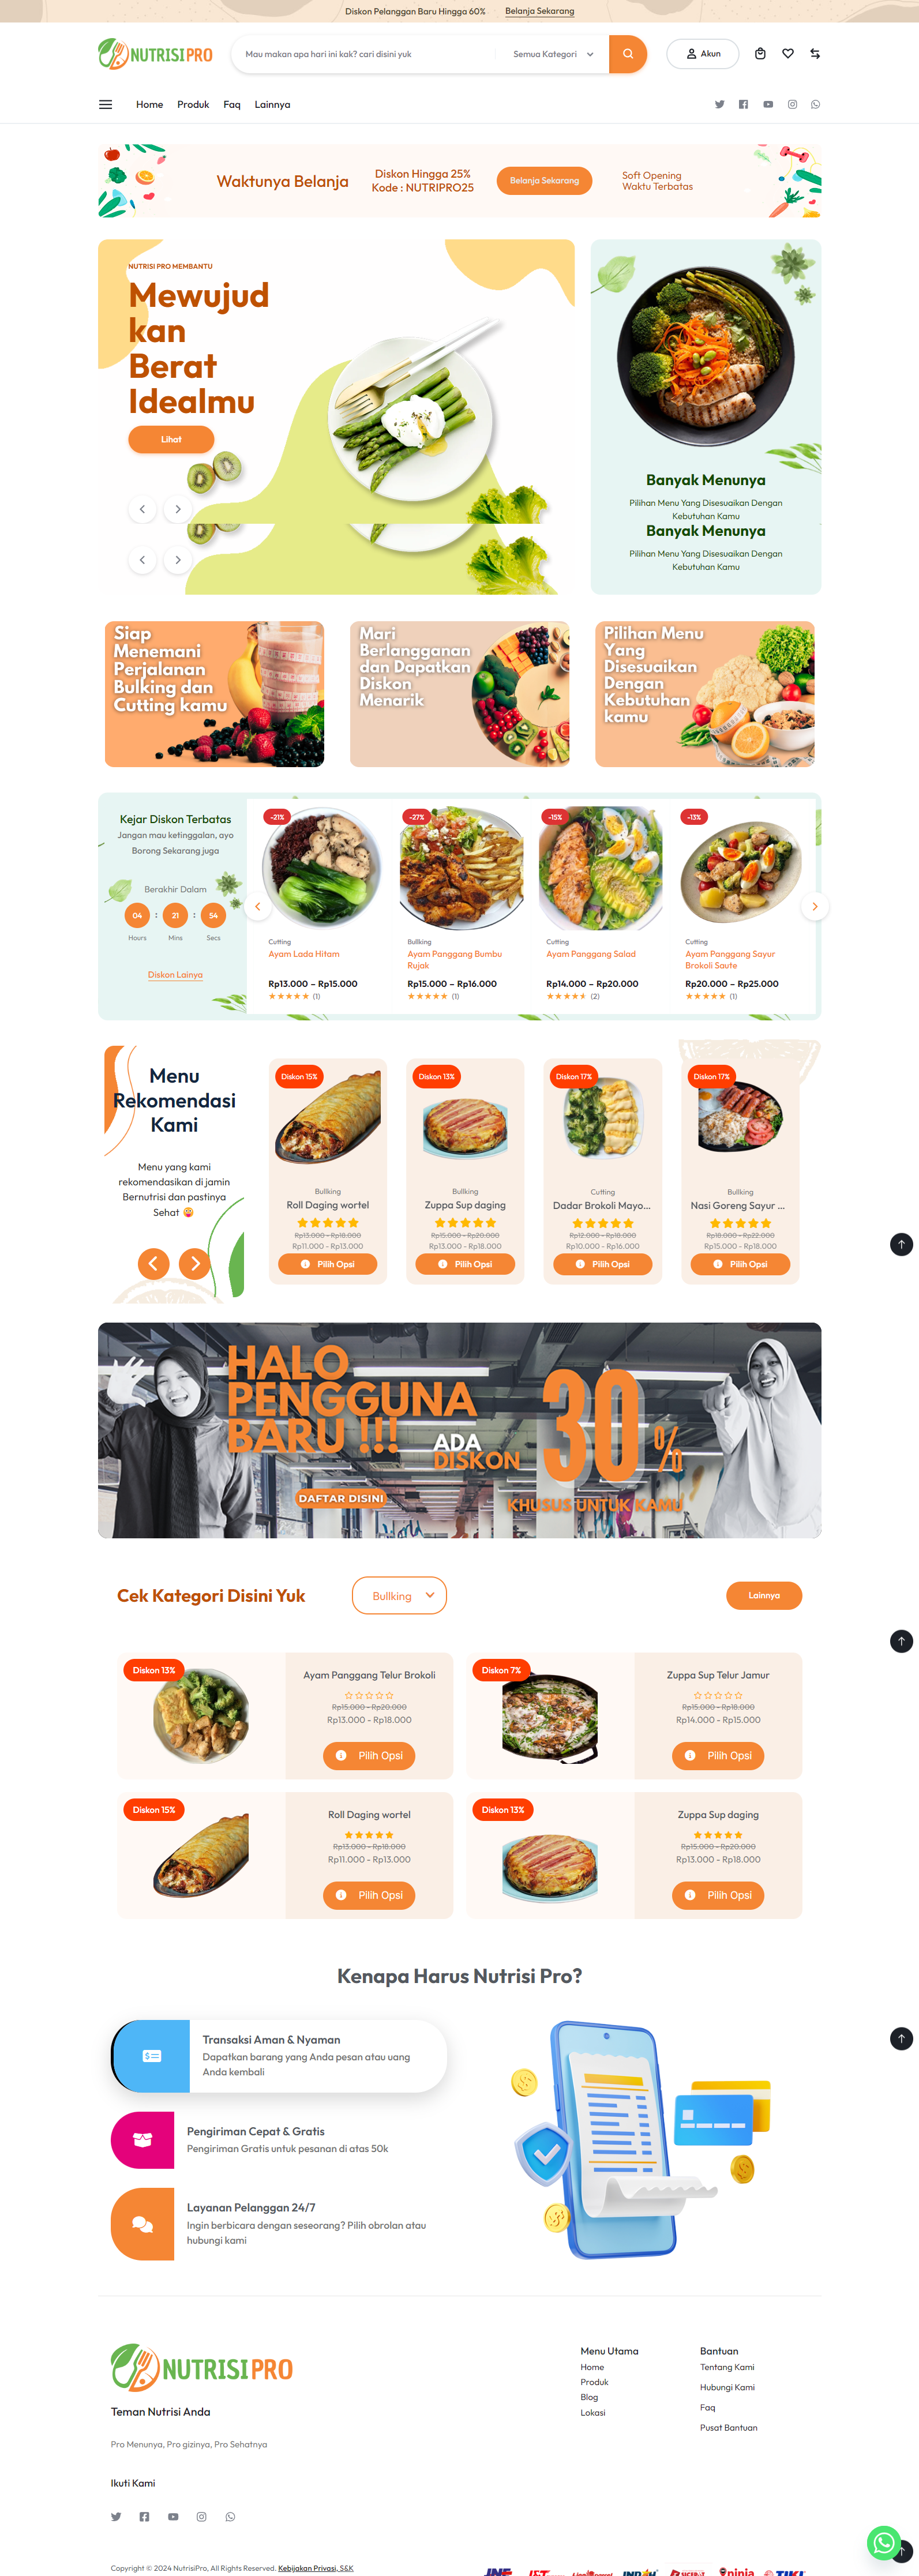 Diskon Pelanggan Baru Hingga 60% Belanja Sekarang
NUTRISIPRO
Mau makan apa hari ini kak? cari disini yuk
Semua Kategori
Akun
Home Produk Faq Lainnya
Waktunya Belanja
Diskon Hingga 25%
Kode : NUTRIPRO25
Belanja Sekarang
Soft Opening
Waktu Terbatas
NUTRISI PRO MEMBANTU
Mewujud
kan
Berat
Idealmu
Lihat
Banyak Menunya
Pilihan Menu Yang Disesuaikan Dengan
Kebutuhan Kamu
Banyak Menunya
Pilihan Menu Yang Disesuaikan Dengan
Kebutuhan Kamu
Siap
Menemani
Perjalanan
Bulking dan
Cutting kamu
Mari
Berlangganan
dan Dapatkan
Diskon
Menarik
Pilihan Menu
Yang
Disesuaikan
Dengan
Kebutuhan
kamu
Kejar Diskon Terbatas
Jangan mau ketinggalan, ayo
Borong Sekarang juga
Berakhir Dalam
04 : 21 : 54
Hours Mins Secs
Diskon Lainya
-21%
Cutting
Ayam Lada Hitam
Rp13.000 – Rp15.000
(1)
-27%
Bullking
Ayam Panggang Bumbu
Rujak
Rp15.000 – Rp16.000
(1)
-15%
Cutting
Ayam Panggang Salad
Rp14.000 – Rp20.000
(2)
-13%
Cutting
Ayam Panggang Sayur
Brokoli Saute
Rp20.000 – Rp25.000
(1)
Menu
Rekomendasi
Kami
Menu yang kami
rekomendasikan di jamin
Bernutrisi dan pastinya
Sehat 😛
Diskon 15%
Bullking
Roll Daging wortel
Rp13.000 - Rp18.000
Rp11.000 - Rp13.000
Pilih Opsi
Diskon 13%
Bullking
Zuppa Sup daging
Rp15.000 - Rp20.000
Rp13.000 - Rp18.000
Pilih Opsi
Diskon 17%
Cutting
Dadar Brokoli Mayo...
Rp12.000 - Rp18.000
Rp10.000 - Rp16.000
Pilih Opsi
Diskon 17%
Bullking
Nasi Goreng Sayur ...
Rp18.000 - Rp22.000
Rp15.000 - Rp18.000
Pilih Opsi
HALO
PENGGUNA
BARU !!!
ADA
DISKON
30%
DAFTAR DISINI
KHUSUS UNTUK KAMU
Cek Kategori Disini Yuk
Bullking
Lainnya
Diskon 13%
Ayam Panggang Telur Brokoli
Rp15.000 - Rp20.000
Rp13.000 - Rp18.000
Pilih Opsi
Diskon 7%
Zuppa Sup Telur Jamur
Rp15.000 - Rp18.000
Rp14.000 - Rp15.000
Pilih Opsi
Diskon 15%
Roll Daging wortel
Rp13.000 - Rp18.000
Rp11.000 - Rp13.000
Pilih Opsi
Diskon 13%
Zuppa Sup daging
Rp15.000 - Rp20.000
Rp13.000 - Rp18.000
Pilih Opsi
Kenapa Harus Nutrisi Pro?
Transaksi Aman & Nyaman
Dapatkan barang yang Anda pesan atau uang
Anda kembali
Pengiriman Cepat & Gratis
Pengiriman Gratis untuk pesanan di atas 50k
Layanan Pelanggan 24/7
Ingin berbicara dengan seseorang? Pilih obrolan atau
hubungi kami
NUTRISIPRO
Teman Nutrisi Anda
Pro Menunya, Pro gizinya, Pro Sehatnya
Ikuti Kami
Menu Utama
Home
Produk
Blog
Lokasi
Bantuan
Tentang Kami
Hubungi Kami
Faq
Pusat Bantuan
Copyright © 2024 NutrisiPro, All Rights Reserved. Kebijakan Privasi, S&K